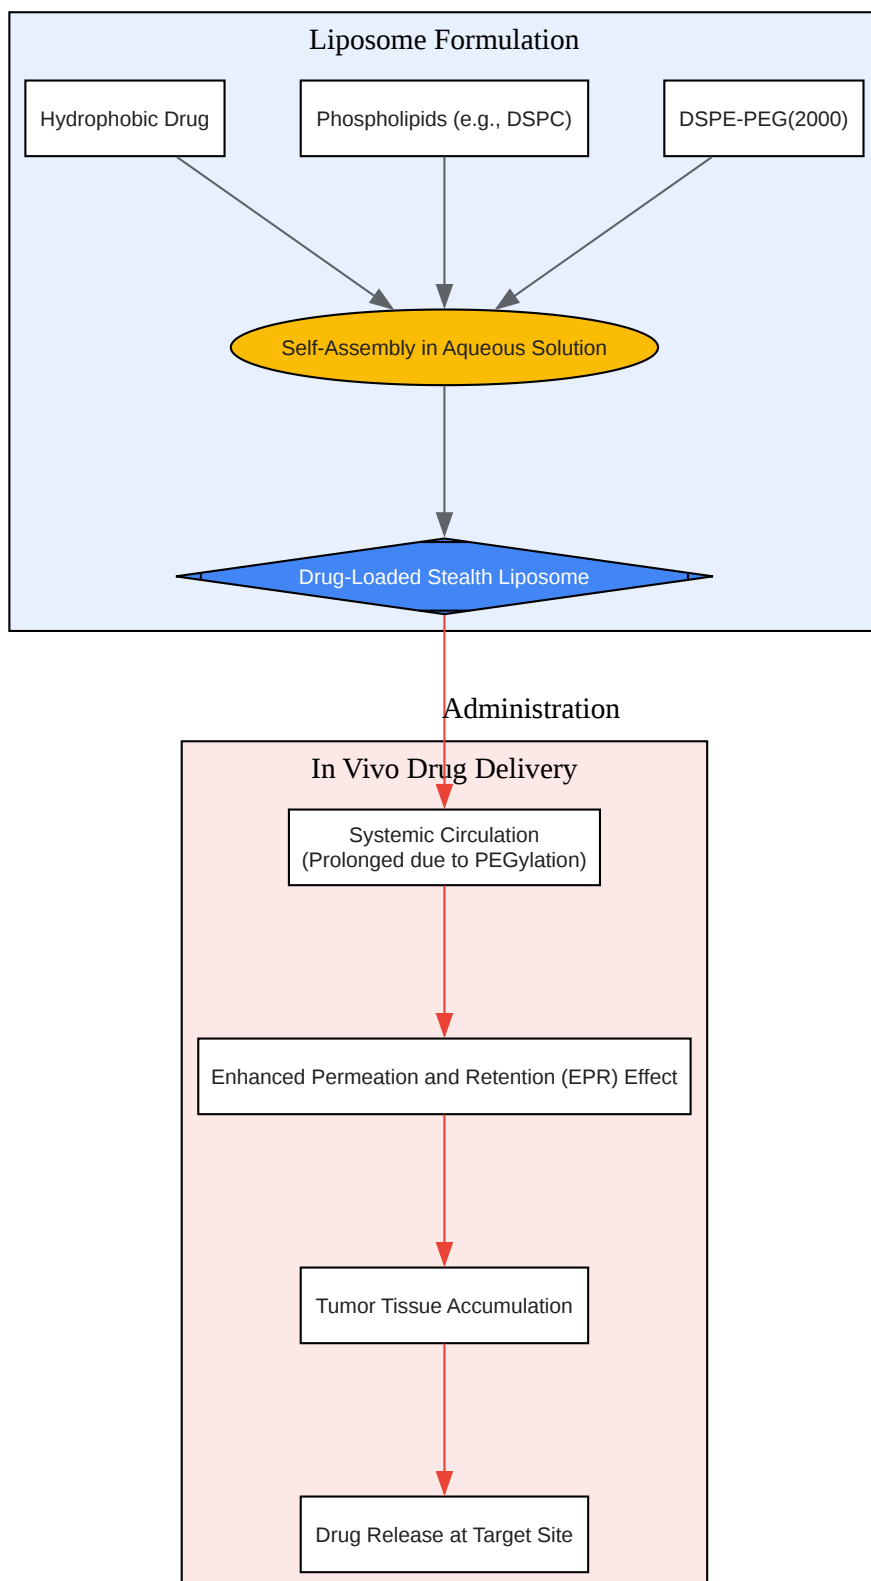 Liposome Formulation
Hydrophobic Drug
Phospholipids (e.g., DSPC)
DSPE-PEG(2000)
Self-Assembly in Aqueous Solution
Drug-Loaded Stealth Liposome
Administration
In Vivo Drug Delivery
Systemic Circulation
(Prolonged due to PEGylation)
Enhanced Permeation and Retention (EPR) Effect
Tumor Tissue Accumulation
Drug Release at Target Site